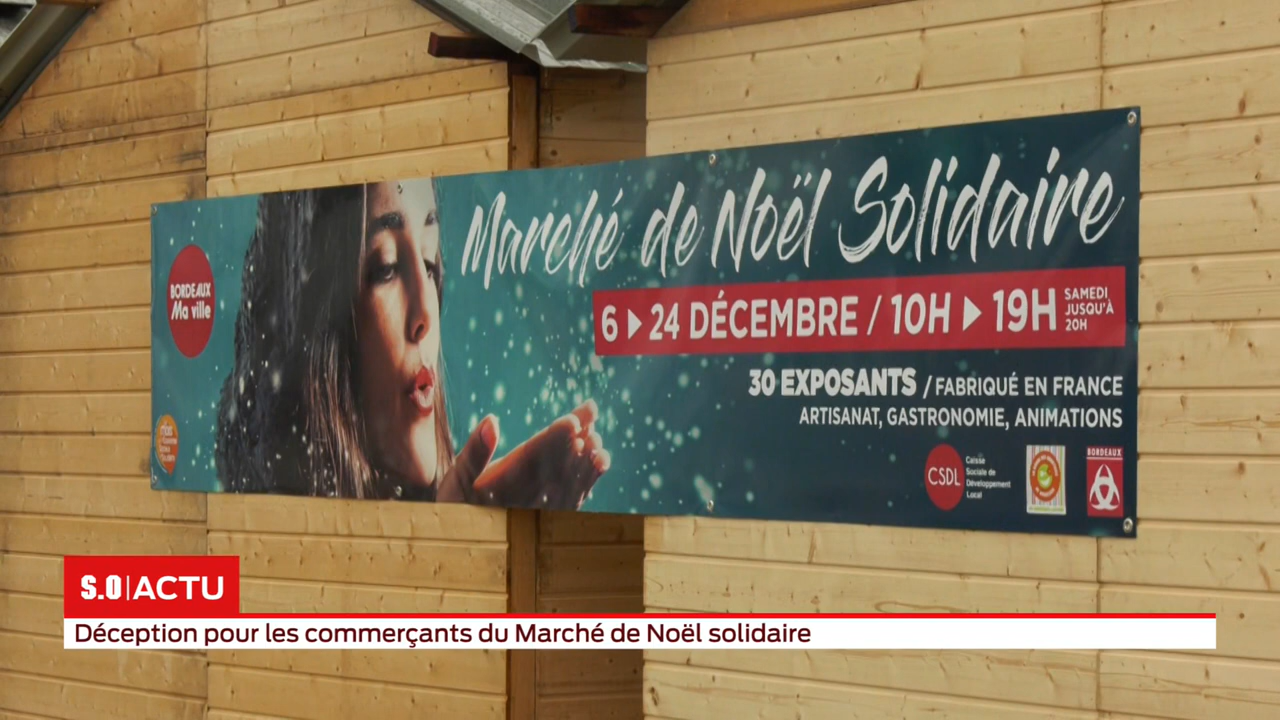 Marché de Noël Solidaire
BORDEAUX
Ma ville
6 ▶ 24 DÉCEMBRE / 10H ▶ 19H
SAMEDI
JUSQU'À
20H
30 EXPOSANTS / FABRIQUÉ EN FRANCE
ARTISANAT, GASTRONOMIE, ANIMATIONS
CSDL
Caisse
Sociale de
Développement
Local
BORDEAUX
S.O|ACTU
Déception pour les commerçants du Marché de Noël solidaire